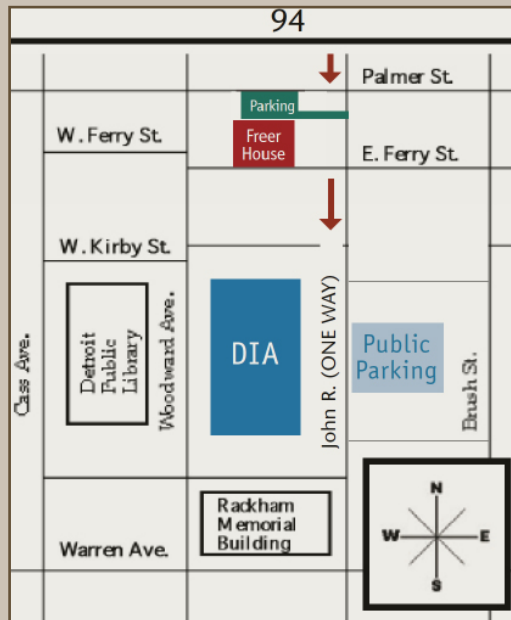 94
Palmer St.
Parking
W. Ferry St.
Freer
House
E. Ferry St.
W. Kirby St.
Cass Ave.
Detroit
Public
Library
Woodward Ave.
DIA
John R. (ONE WAY)
Public
Parking
Brush St.
Rackham
Memorial
Building
Warren Ave.
N
W
E
S